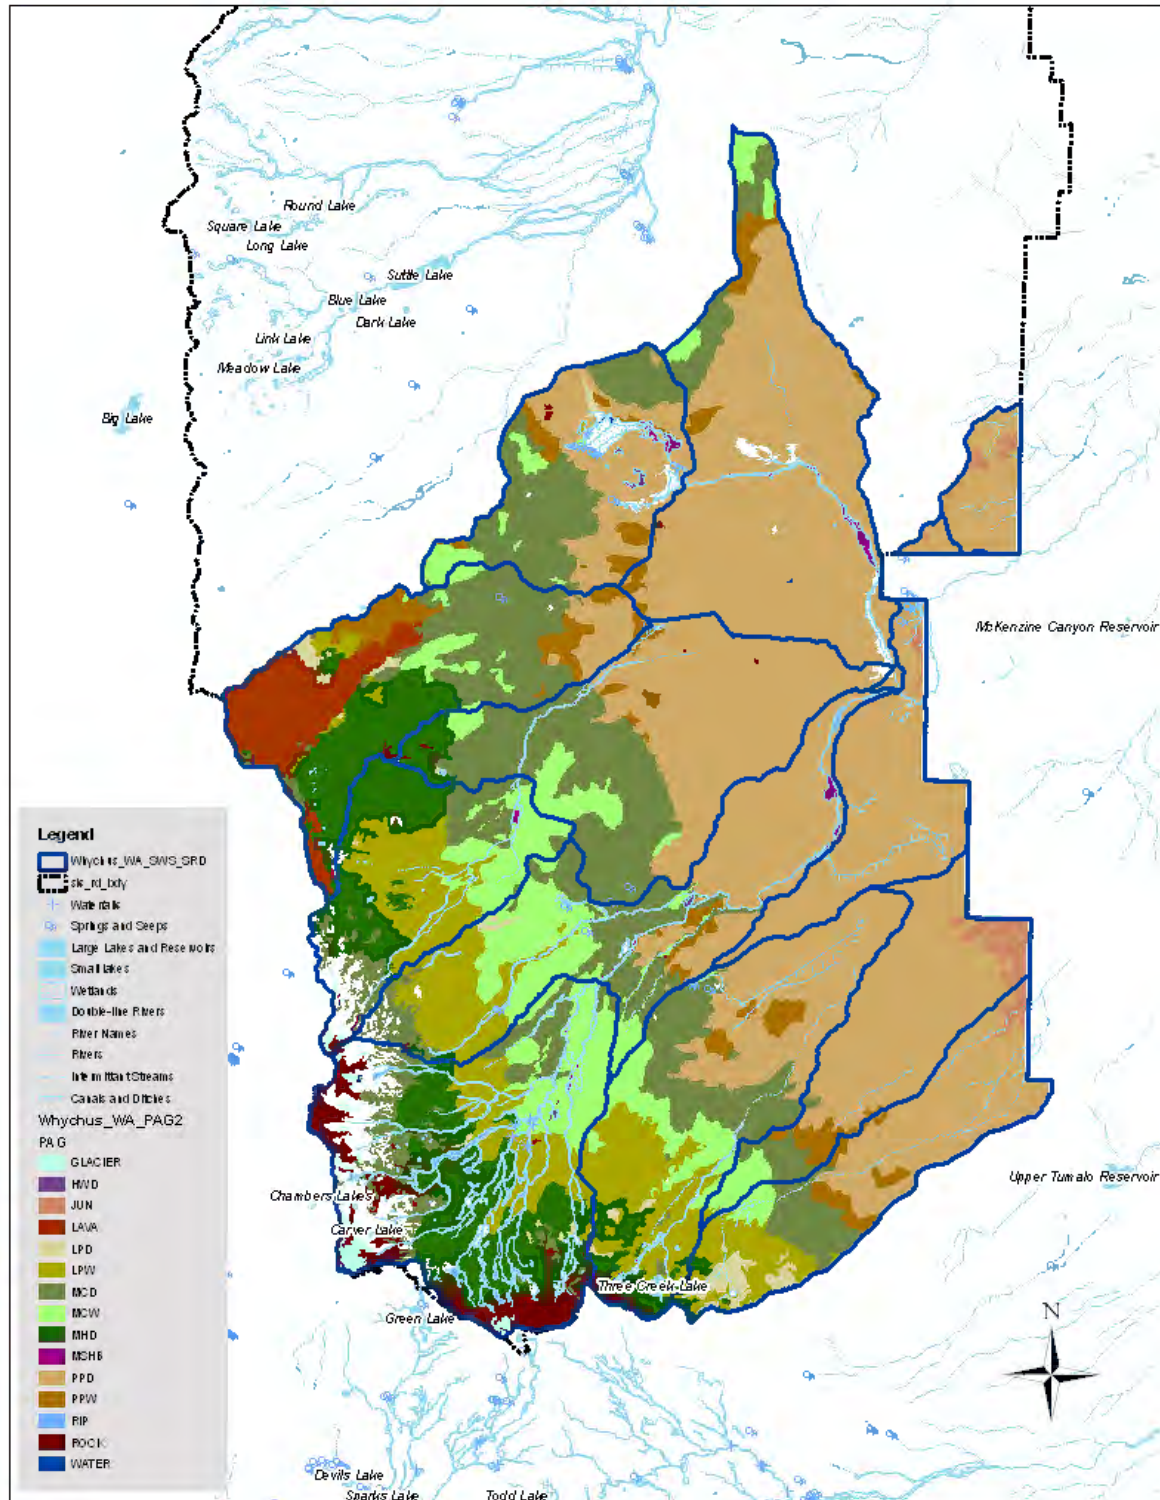 Round Lake
Square Lake
Long Lake
Suttle Lake
Blue Lake
Dark Lake
Link Lake
Meadow Lake
Big Lake
McKenzine Canyon Reservoir
Legend
Whychus_WA_SWS_SRD
sis_rd_bdy
Waterfalls
Springs and Seeps
Large Lakes and Reservoirs
Small lakes
Wetlands
Double-line Rivers
River Names
Rivers
Intermittant Streams
Canals and Ditches
Whychus_WA_PAG2
PAG
GLACIER
HWD
JUN
LAVA
LPD
LPW
MCD
MCW
MHD
MSHB
PPD
PPW
RIP
ROCK
WATER
Chambers Lakes
Carver Lake
Three Creek Lake
Green Lake
Upper Tumalo Reservoir
N
Devils Lake
Sparks Lake
Todd Lake